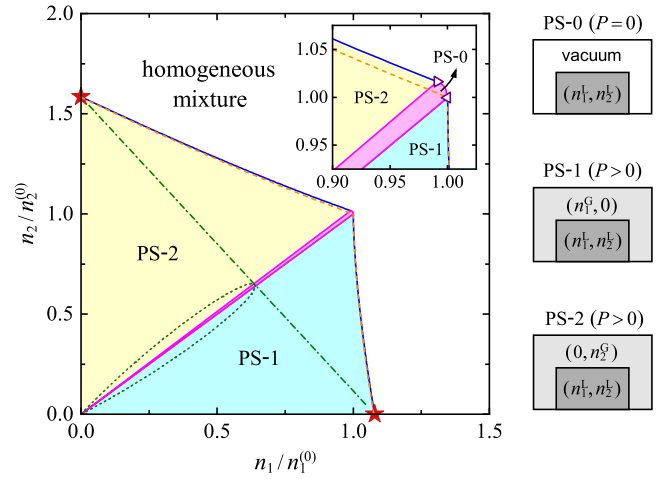 2.0
1.5
1.0
0.5
0.0
n₂ / n₂⁽⁰⁾
0.0
0.5
1.0
1.5
n₁ / n₁⁽⁰⁾
homogeneous
mixture
PS-2
PS-1
1.05
1.00
0.95
0.90
0.95
1.00
PS-0
PS-2
PS-1
PS-0 (P = 0)
vacuum
(n₁ᴸ, n₂ᴸ)
PS-1 (P > 0)
(n₁ᴳ, 0)
(n₁ᴸ, n₂ᴸ)
PS-2 (P > 0)
(0, n₂ᴳ)
(n₁ᴸ, n₂ᴸ)